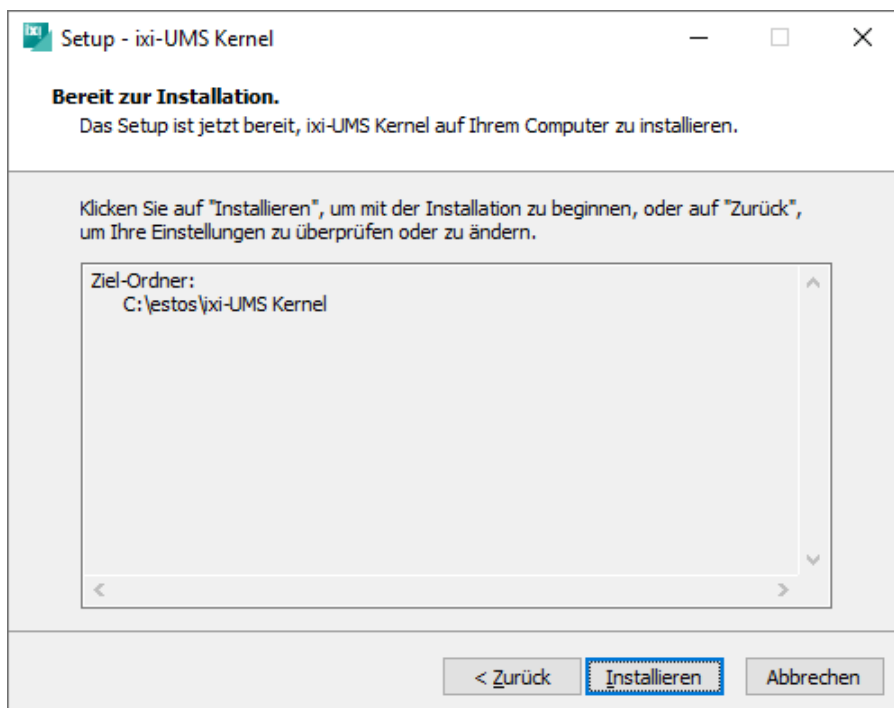 ixi
Setup - ixi-UMS Kernel
Bereit zur Installation.
Das Setup ist jetzt bereit, ixi-UMS Kernel auf Ihrem Computer zu installieren.
Klicken Sie auf "Installieren", um mit der Installation zu beginnen, oder auf "Zurück",
um Ihre Einstellungen zu überprüfen oder zu ändern.
Ziel-Ordner:
C:\estos\ixi-UMS Kernel
< Zurück
Installieren
Abbrechen